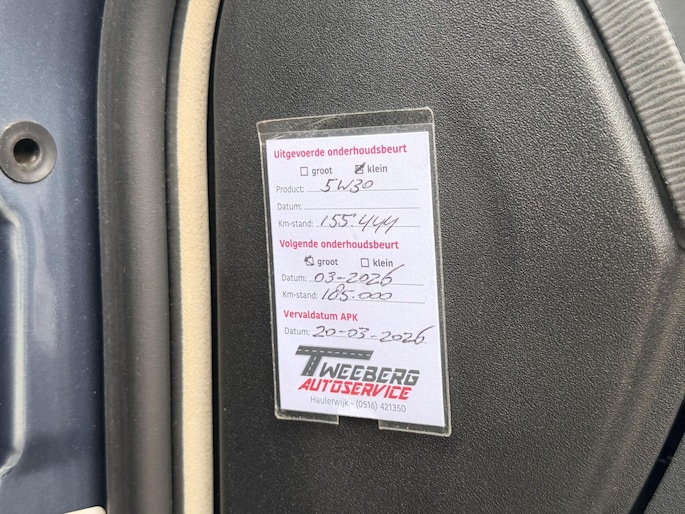 Uitgevoerde onderhoudsbeurt
groot klein
Product: 5W30
Datum:
Km-stand: 155.444
Volgende onderhoudsbeurt
groot klein
Datum: 03-2026
Km-stand: 185.000
Vervaldatum APK
Datum: 20-03-2026
TWEEBERG
AUTOSERVICE
Haulerwijk - (0516) 421350